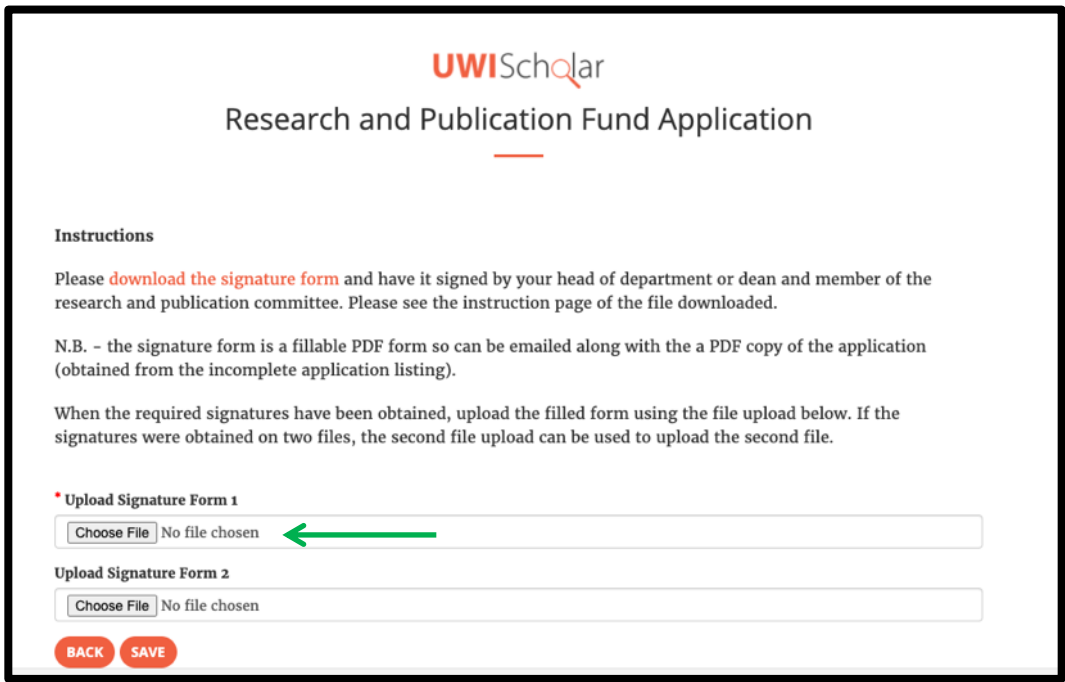 UWIScholar
Research and Publication Fund Application
Instructions
Please download the signature form and have it signed by your head of department or dean and member of the
research and publication committee. Please see the instruction page of the file downloaded.
N.B. – the signature form is a fillable PDF form so can be emailed along with the a PDF copy of the application
(obtained from the incomplete application listing).
When the required signatures have been obtained, upload the filled form using the file upload below. If the
signatures were obtained on two files, the second file upload can be used to upload the second file.
* Upload Signature Form 1
Choose File No file chosen
Upload Signature Form 2
Choose File No file chosen
BACK SAVE